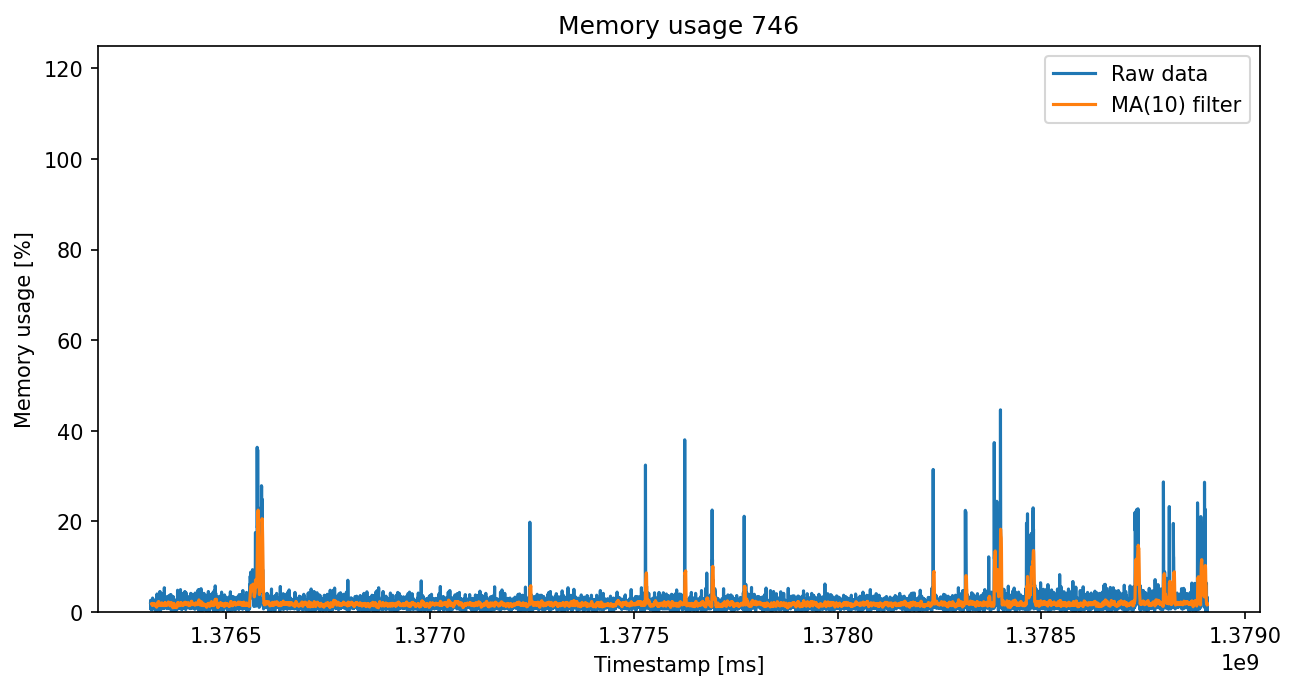 Memory usage 746
Raw data
MA(10) filter
120
100
80
60
40
20
0
Memory usage [%]
1.3765 1.3770 1.3775 1.3780 1.3785 1.3790
1e9
Timestamp [ms]